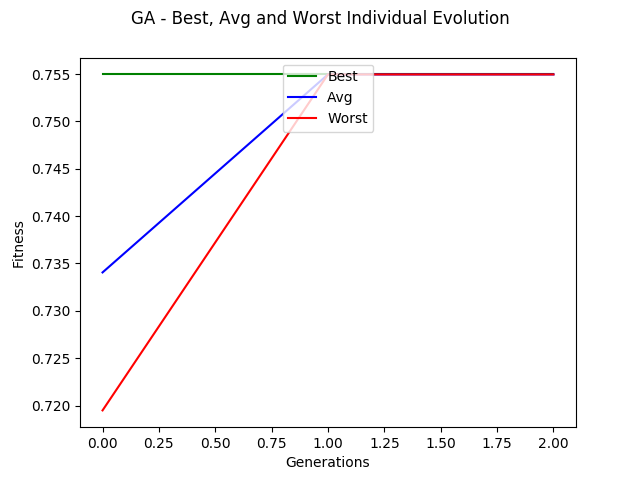 GA - Best, Avg and Worst Individual Evolution
0.755
0.750
0.745
0.740
0.735
0.730
0.725
0.720
Fitness
Best
Avg
Worst
0.00 0.25 0.50 0.75 1.00 1.25 1.50 1.75 2.00
Generations